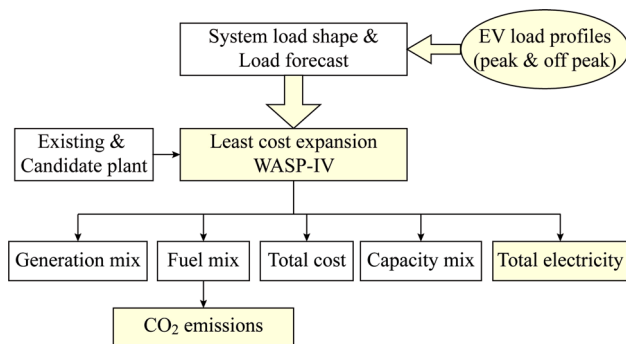 System load shape &
Load forecast
EV load profiles
(peak & off peak)
Existing &
Candidate plant
Least cost expansion
WASP-IV
Generation mix
Fuel mix
Total cost
Capacity mix
Total electricity
CO₂ emissions